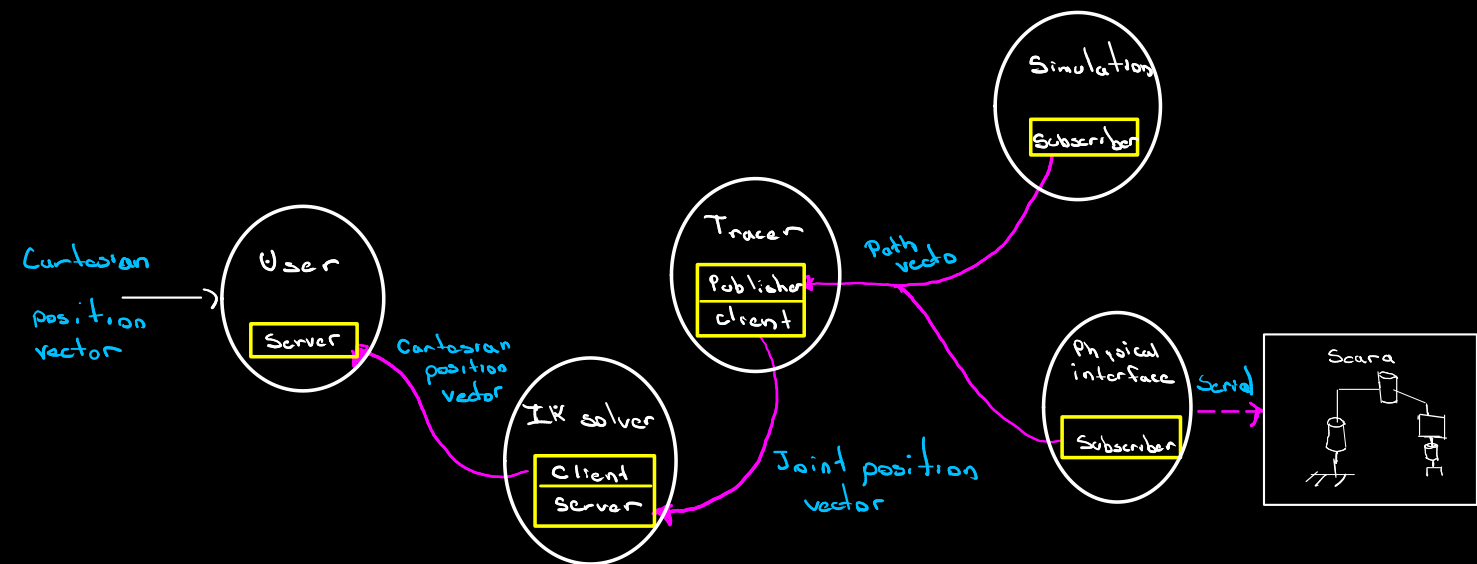 Cartesian
position
vector
User
Server
Cartesian
position
vector
IK solver
Client
Server
Tracer
Publisher
client
Joint position
vector
Path
vecto
Simulation
Subscriber
Physical
interface
Subscriber
Serial
Scara